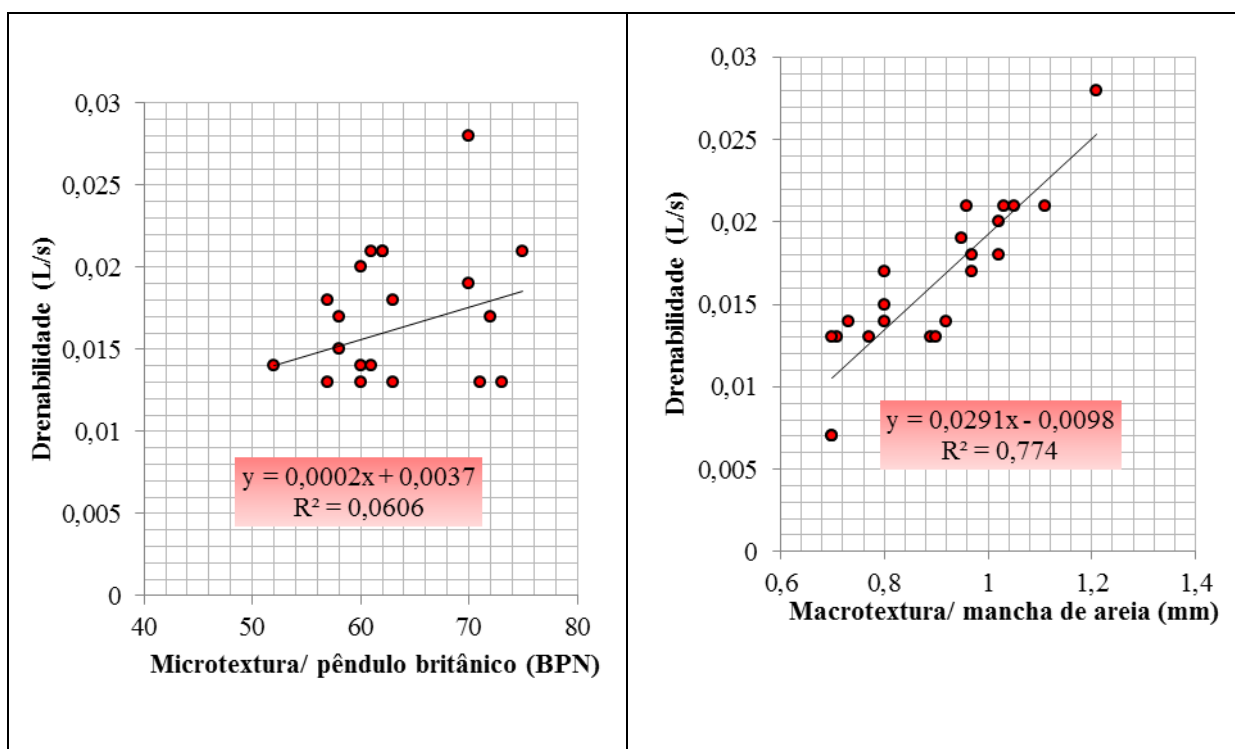 0,03
0,025
0,02
0,015
0,01
0,005
0
Drenabilidade (L/s)
y = 0,0002x + 0,0037
R² = 0,0606
40 50 60 70 80
Microtextura/ pêndulo britânico (BPN)
0,03
0,025
0,02
0,015
0,01
0,005
0
Drenabilidade (L/s)
y = 0,0291x - 0,0098
R² = 0,774
0,6 0,8 1 1,2 1,4
Macrotextura/ mancha de areia (mm)